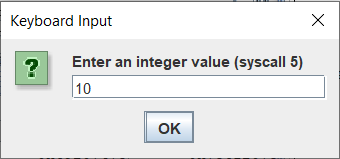 Keyboard Input
Enter an integer value (syscall 5)
10
OK